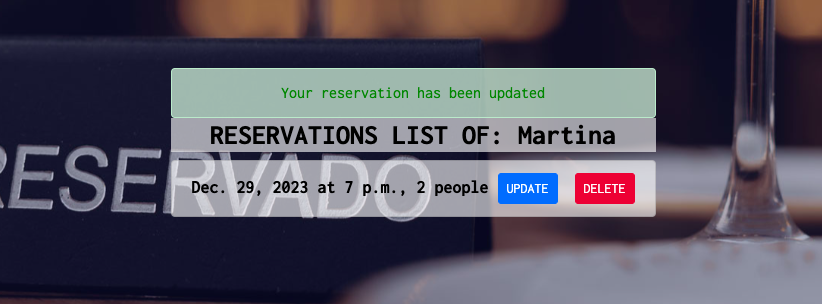 Your reservation has been updated
RESERVATIONS LIST OF: Martina
Dec. 29, 2023 at 7 p.m., 2 people UPDATE DELETE
RESERVADO